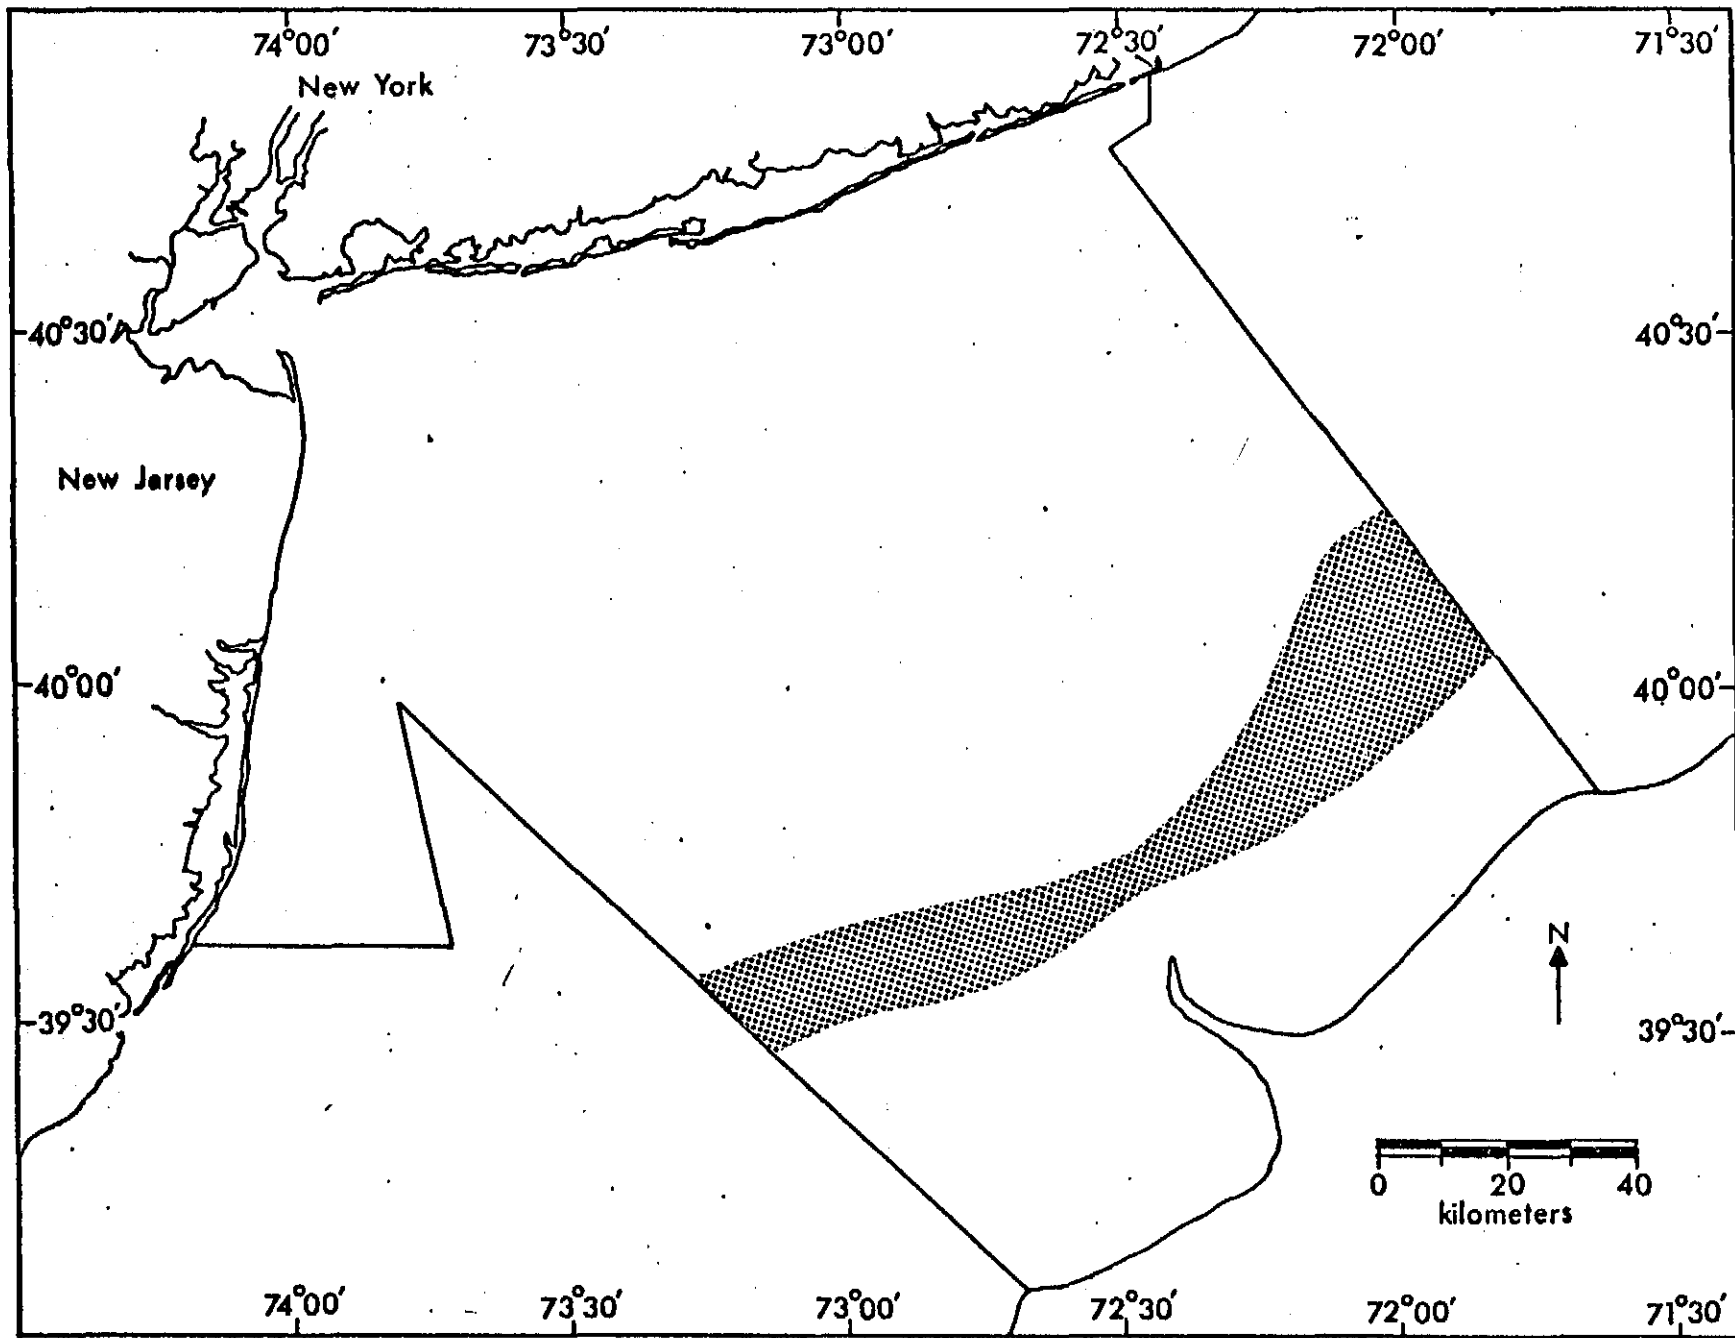 74°00′ 73°30′ 73°00′ 72°30′ 72°00′ 71°30′
New York
40°30′ 40°30′
New Jarsey
40°00′ 40°00′
N
39°30′ 39°30′
0 20 40
kilometers
74°00′ 73°30′ 73°00′ 72°30′ 72°00′ 71°30′